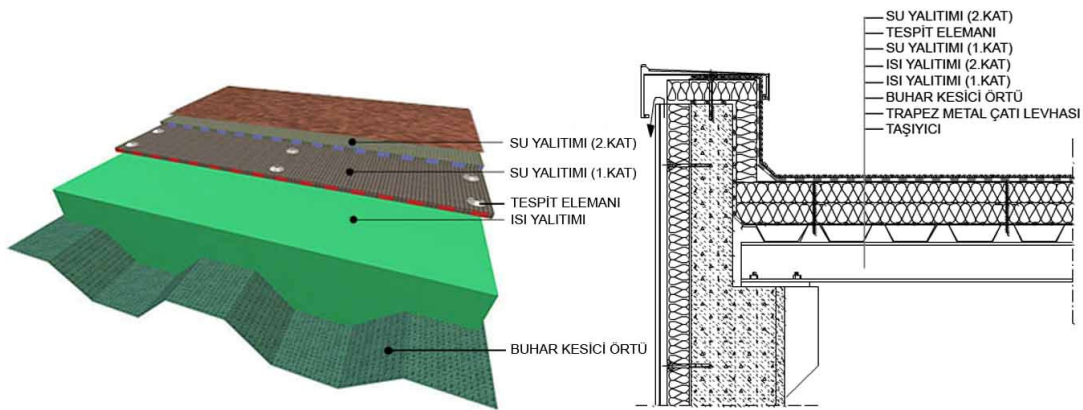 SU YALITIMI (2.KAT)
SU YALITIMI (1.KAT)
TESPİT ELEMANI
ISI YALITIMI
BUHAR KESİCİ ÖRTÜ
SU YALITIMI (2.KAT)
TESPİT ELEMANI
SU YALITIMI (1.KAT)
ISI YALITIMI (2.KAT)
ISI YALITIMI (1.KAT)
BUHAR KESİCİ ÖRTÜ
TRAPEZ METAL ÇATI LEVHASI
TAŞIYICI